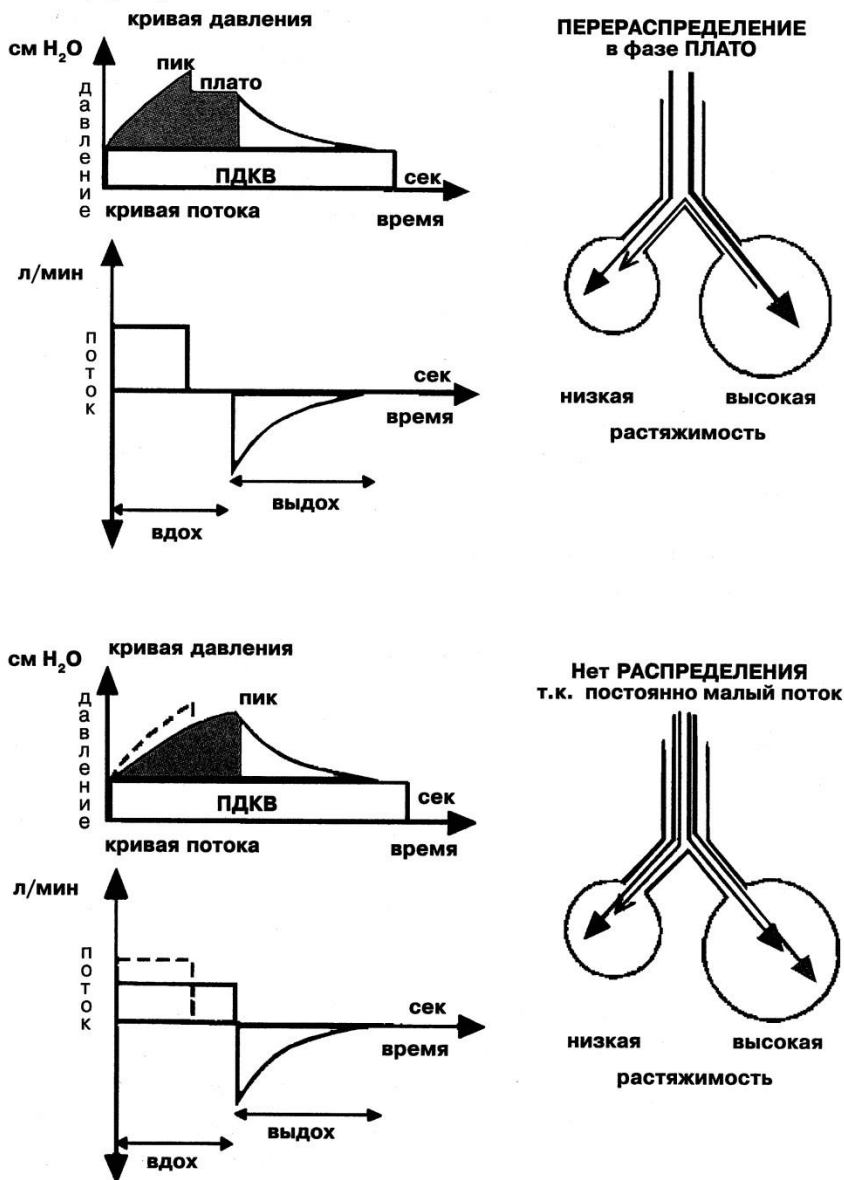 кривая давления
см H₂O
давление
пик
плато
ПДКВ
сек
время
кривая потока
л/мин
поток
сек
время
вдох
выдох
ПЕРЕРАСПРЕДЕЛЕНИЕ
в фазе ПЛАТО
низкая
высокая
растяжимость
кривая давления
см H₂O
давление
пик
ПДКВ
сек
время
кривая потока
л/мин
поток
сек
время
вдох
выдох
Нет РАСПРЕДЕЛЕНИЯ
т.к. постоянно малый поток
низкая
высокая
растяжимость